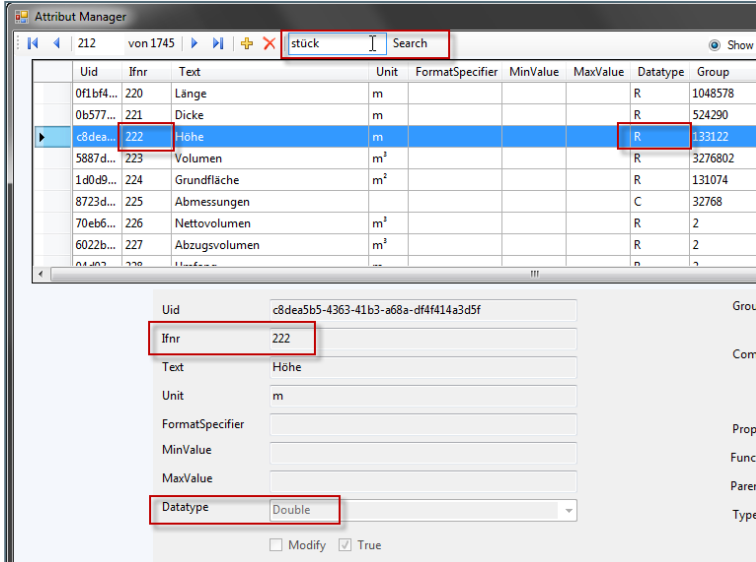 Attribut Manager
212 von 1745 stück Search Show
Uid Ifnr Text Unit FormatSpecifier MinValue MaxValue Datatype Group
0f1bf4... 220 Länge m R 1048578
0b577... 221 Dicke m R 524290
c8dea... 222 Höhe m R 133122
5887d... 223 Volumen m³ R 3276802
1d0d9... 224 Grundfläche m² R 131074
8723d... 225 Abmessungen C 32768
70eb6... 226 Nettovolumen m³ R 2
6022b... 227 Abzugsvolumen m³ R 2
228 Umfang m R 2
Uid c8dea5b5-4363-41b3-a68a-df4f414a3d5f Grou
Ifnr 222
Com
Text Höhe
Unit m
FormatSpecifier Prop
MinValue Func
MaxValue Parer
Datatype Double Type
Modify True